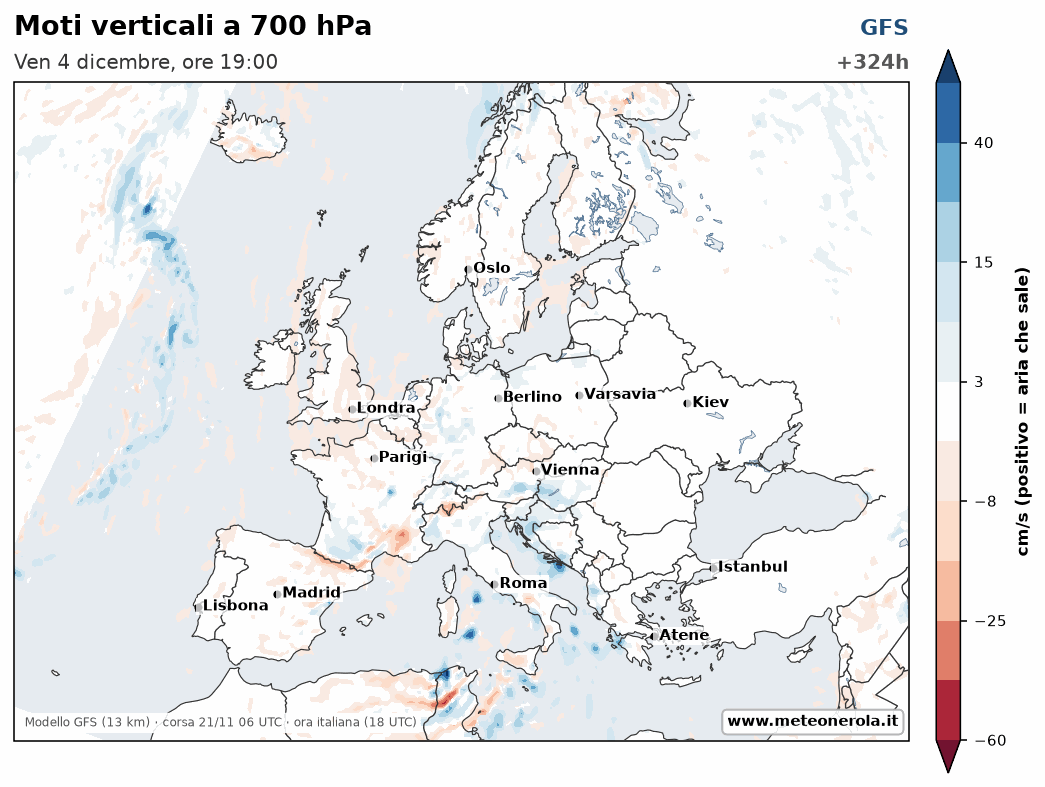 Moti verticali a 700 hPa
GFS
Ven 4 dicembre, ore 19:00
+324h
40
15
3
−8
−25
−60
cm/s (positivo = aria che sale)
Oslo
Berlino
Varsavia
Kiev
Londra
Parigi
Vienna
Istanbul
Roma
Madrid
Lisbona
Atene
Modello GFS (13 km) · corsa 21/11 06 UTC · ora italiana (18 UTC)
www.meteonerola.it